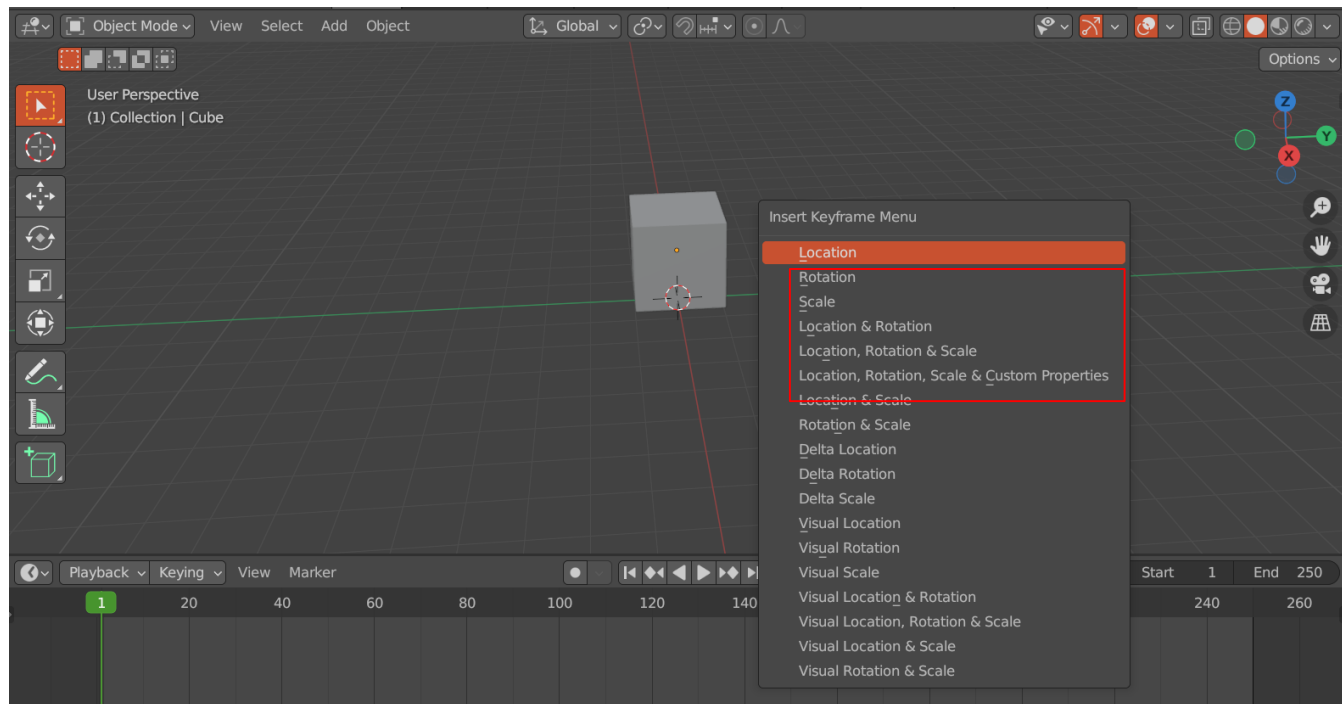 Object Mode View Select Add Object Global
Options
User Perspective
(1) Collection | Cube
Z
Y
X
Insert Keyframe Menu
Location
Rotation
Scale
Location & Rotation
Location, Rotation & Scale
Location, Rotation, Scale & Custom Properties
Location & Scale
Rotation & Scale
Delta Location
Delta Rotation
Delta Scale
Visual Location
Visual Rotation
Visual Scale
Visual Location & Rotation
Visual Location, Rotation & Scale
Visual Location & Scale
Visual Rotation & Scale
Playback Keying View Marker Start 1 End 250
1 20 40 60 80 100 120 140 240 260